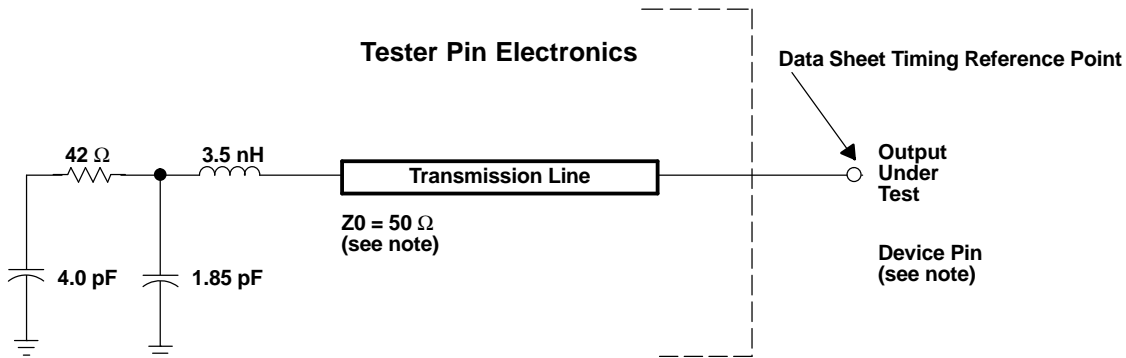 Tester Pin Electronics
Data Sheet Timing Reference Point
42 Ω
3.5 nH
Transmission Line
Output
Under
Test
Z0 = 50 Ω
(see note)
Device Pin
(see note)
4.0 pF
1.85 pF